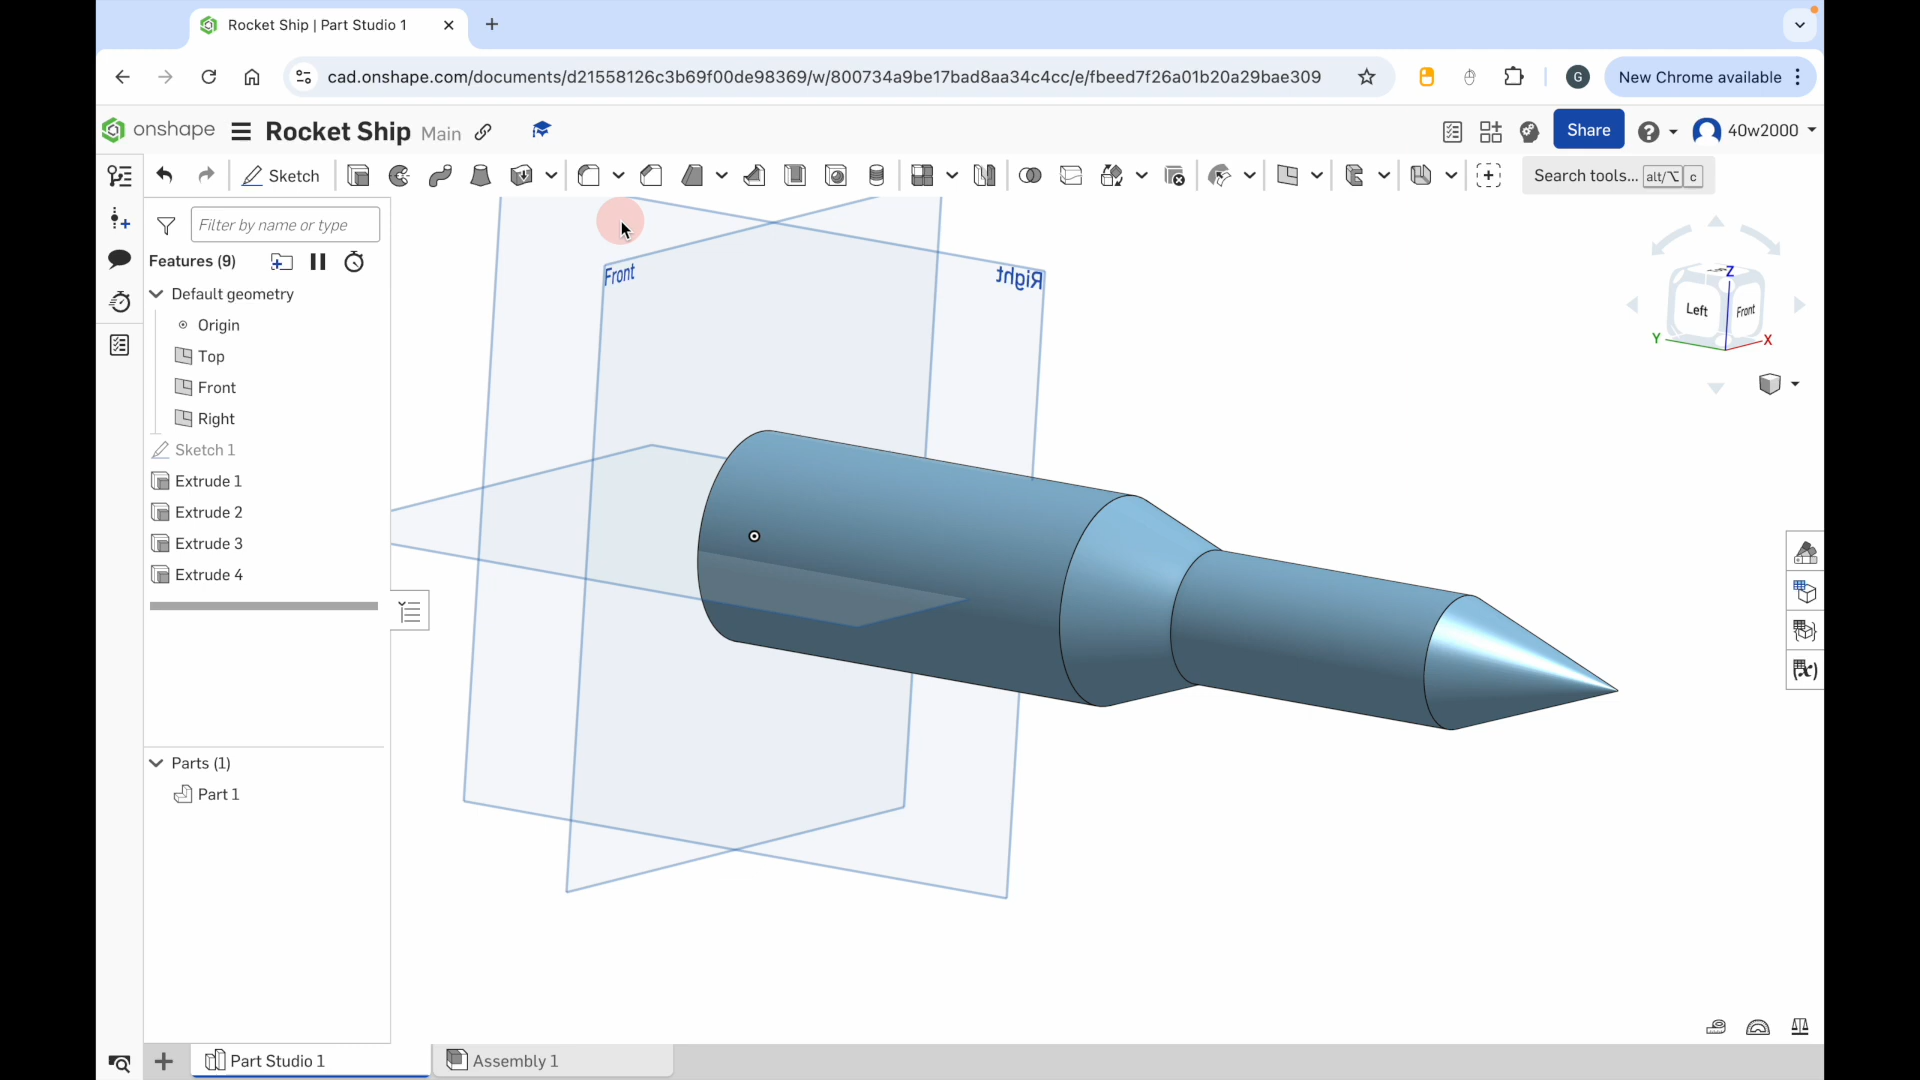 Rocket Ship | Part Studio 1
cad.onshape.com/documents/d21558126c3b69f00de98369/w/800734a9be17bad8aa34c4cc/e/fbeed7f26a01b20a29bae309
G
New Chrome available
onshape
Rocket Ship Main
Share
40w2000
Sketch
Search tools... alt/⌥ c
Filter by name or type
Features (9)
Default geometry
Origin
Top
Front
Right
Sketch 1
Extrude 1
Extrude 2
Extrude 3
Extrude 4
Parts (1)
Part 1
Front
Right
Z
Left
Front
Y
X
Part Studio 1
Assembly 1